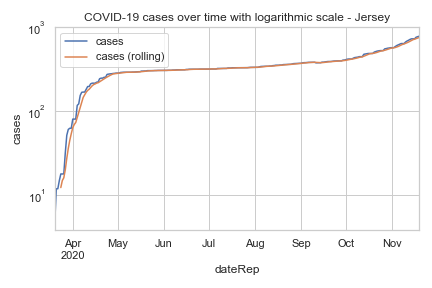 COVID-19 cases over time with logarithmic scale - Jersey
10³
cases
cases (rolling)
10²
10¹
cases
Apr May Jun Jul Aug Sep Oct Nov
2020
dateRep